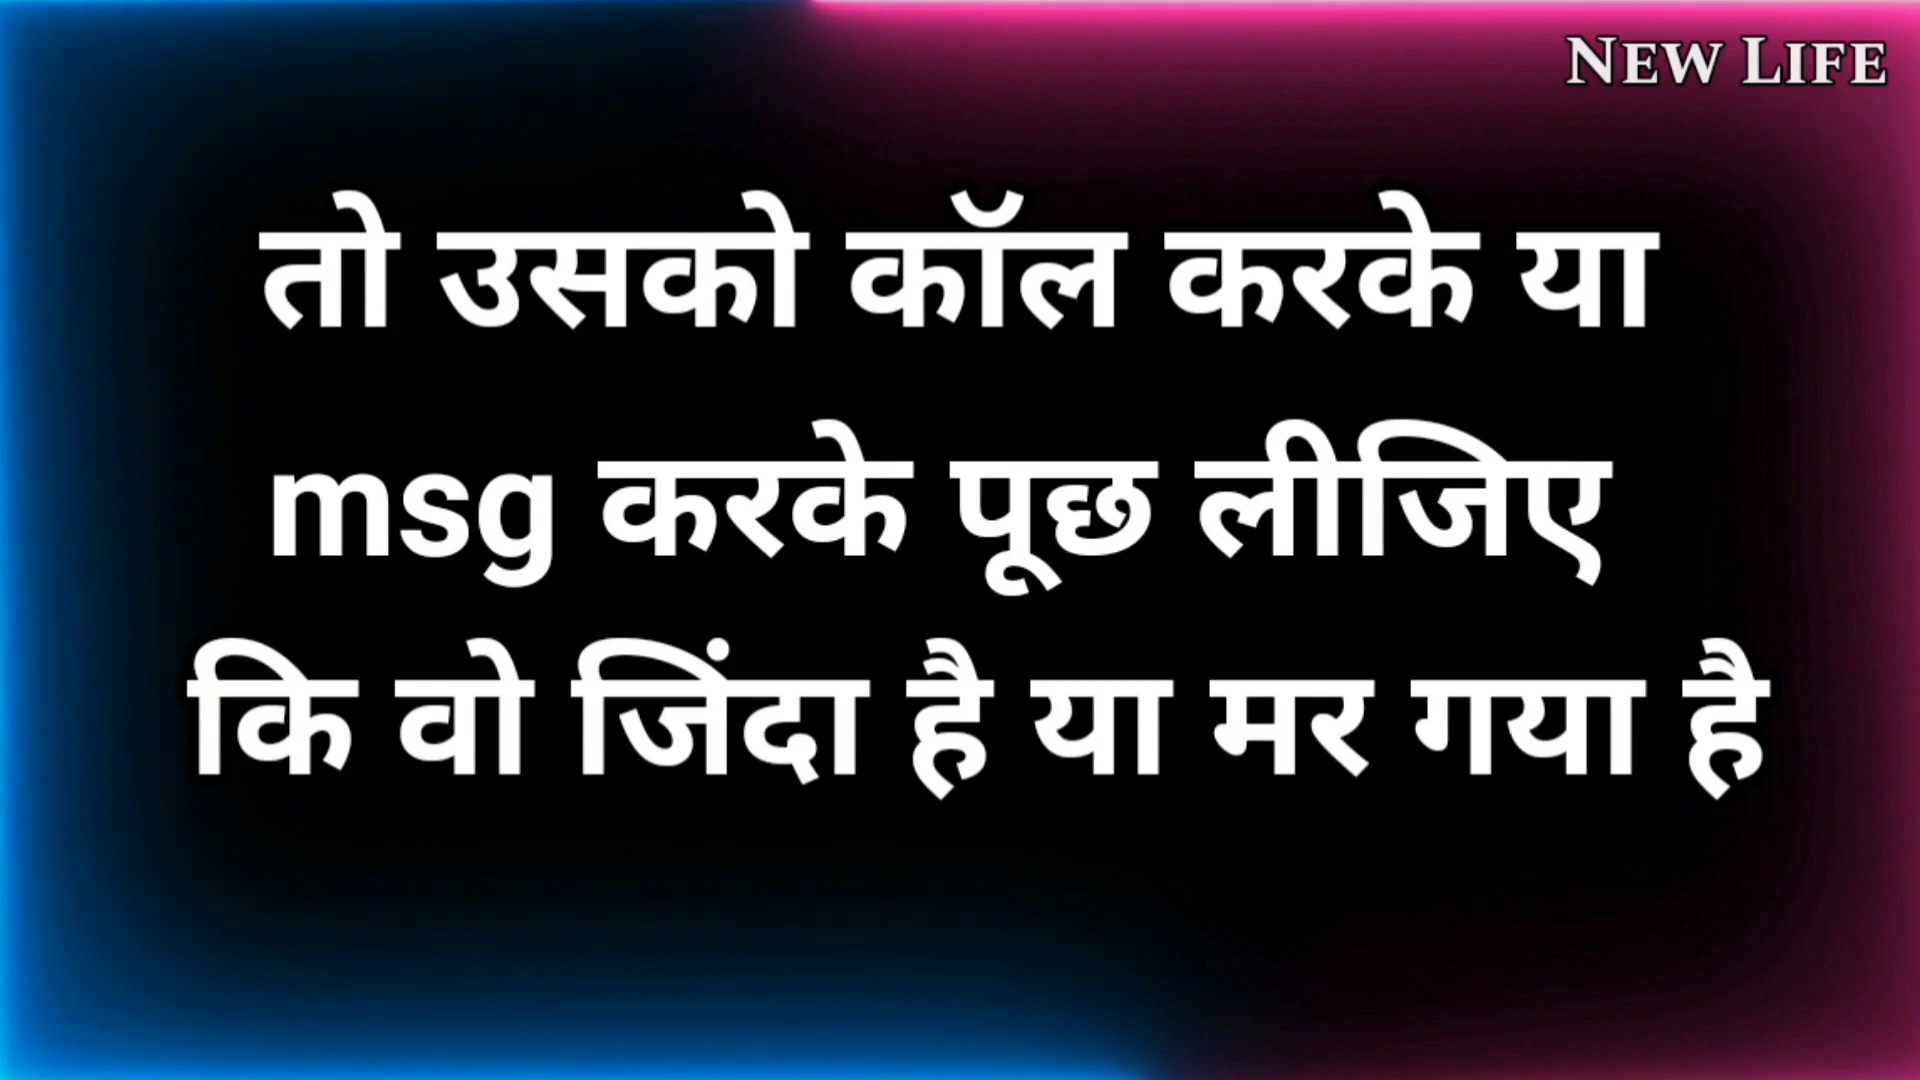 NEW LIFE
तो उसको कॉल करके या
msg करके पूछ लीजिए
कि वो जिंदा है या मर गया है